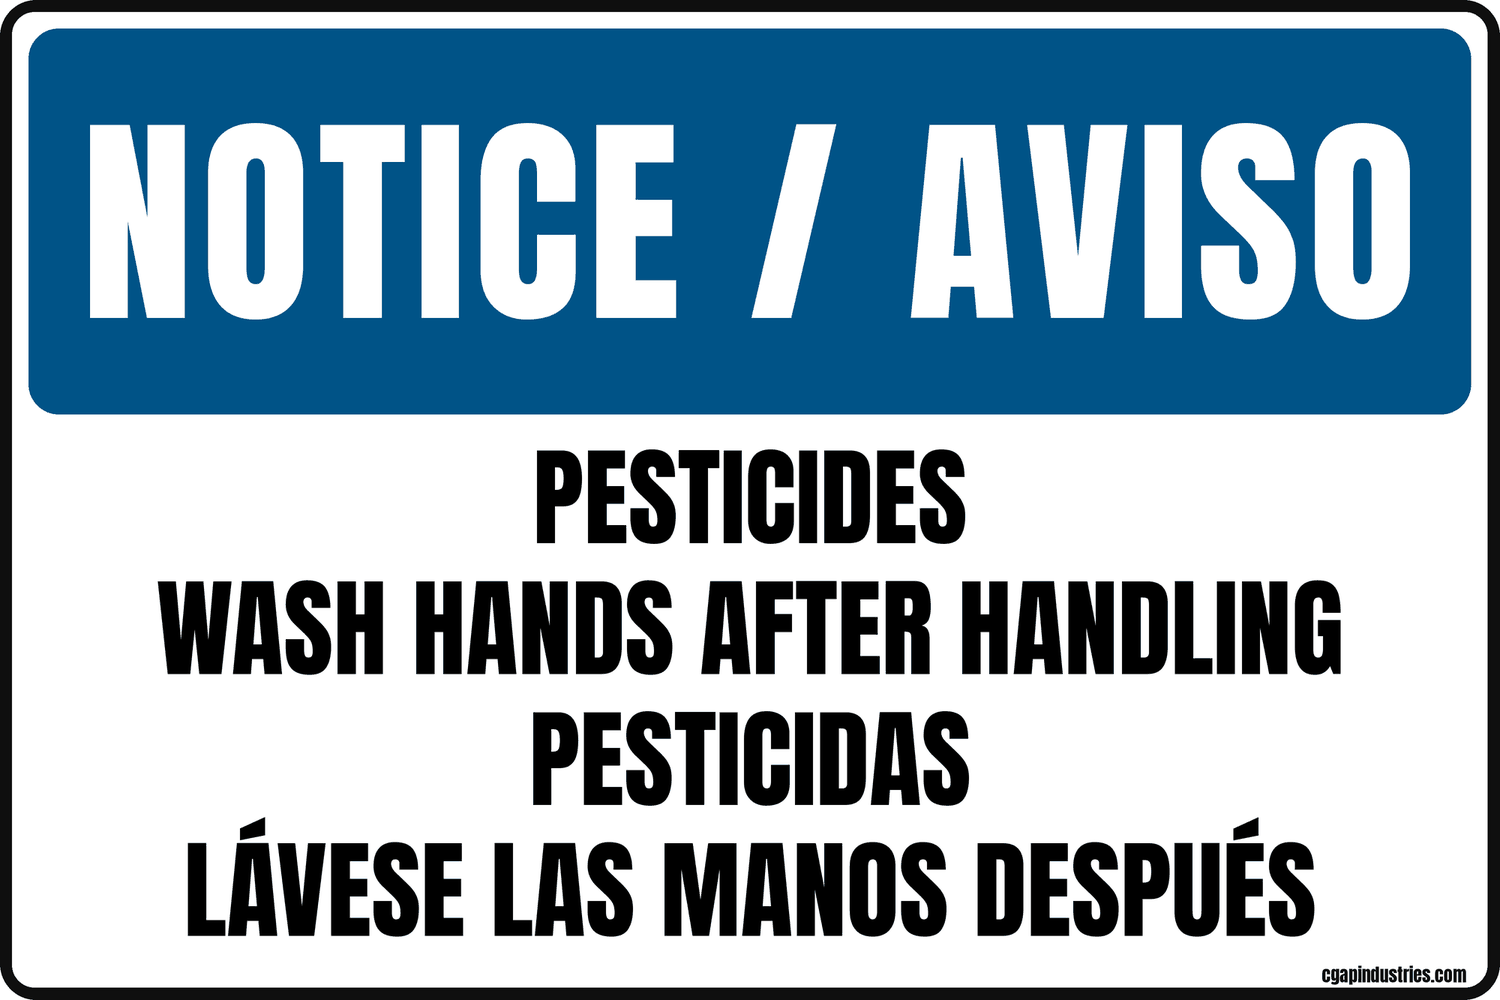 NOTICE / AVISO
PESTICIDES
WASH HANDS AFTER HANDLING
PESTICIDAS
LÁVESE LAS MANOS DESPUÉS
cgapindustries.com